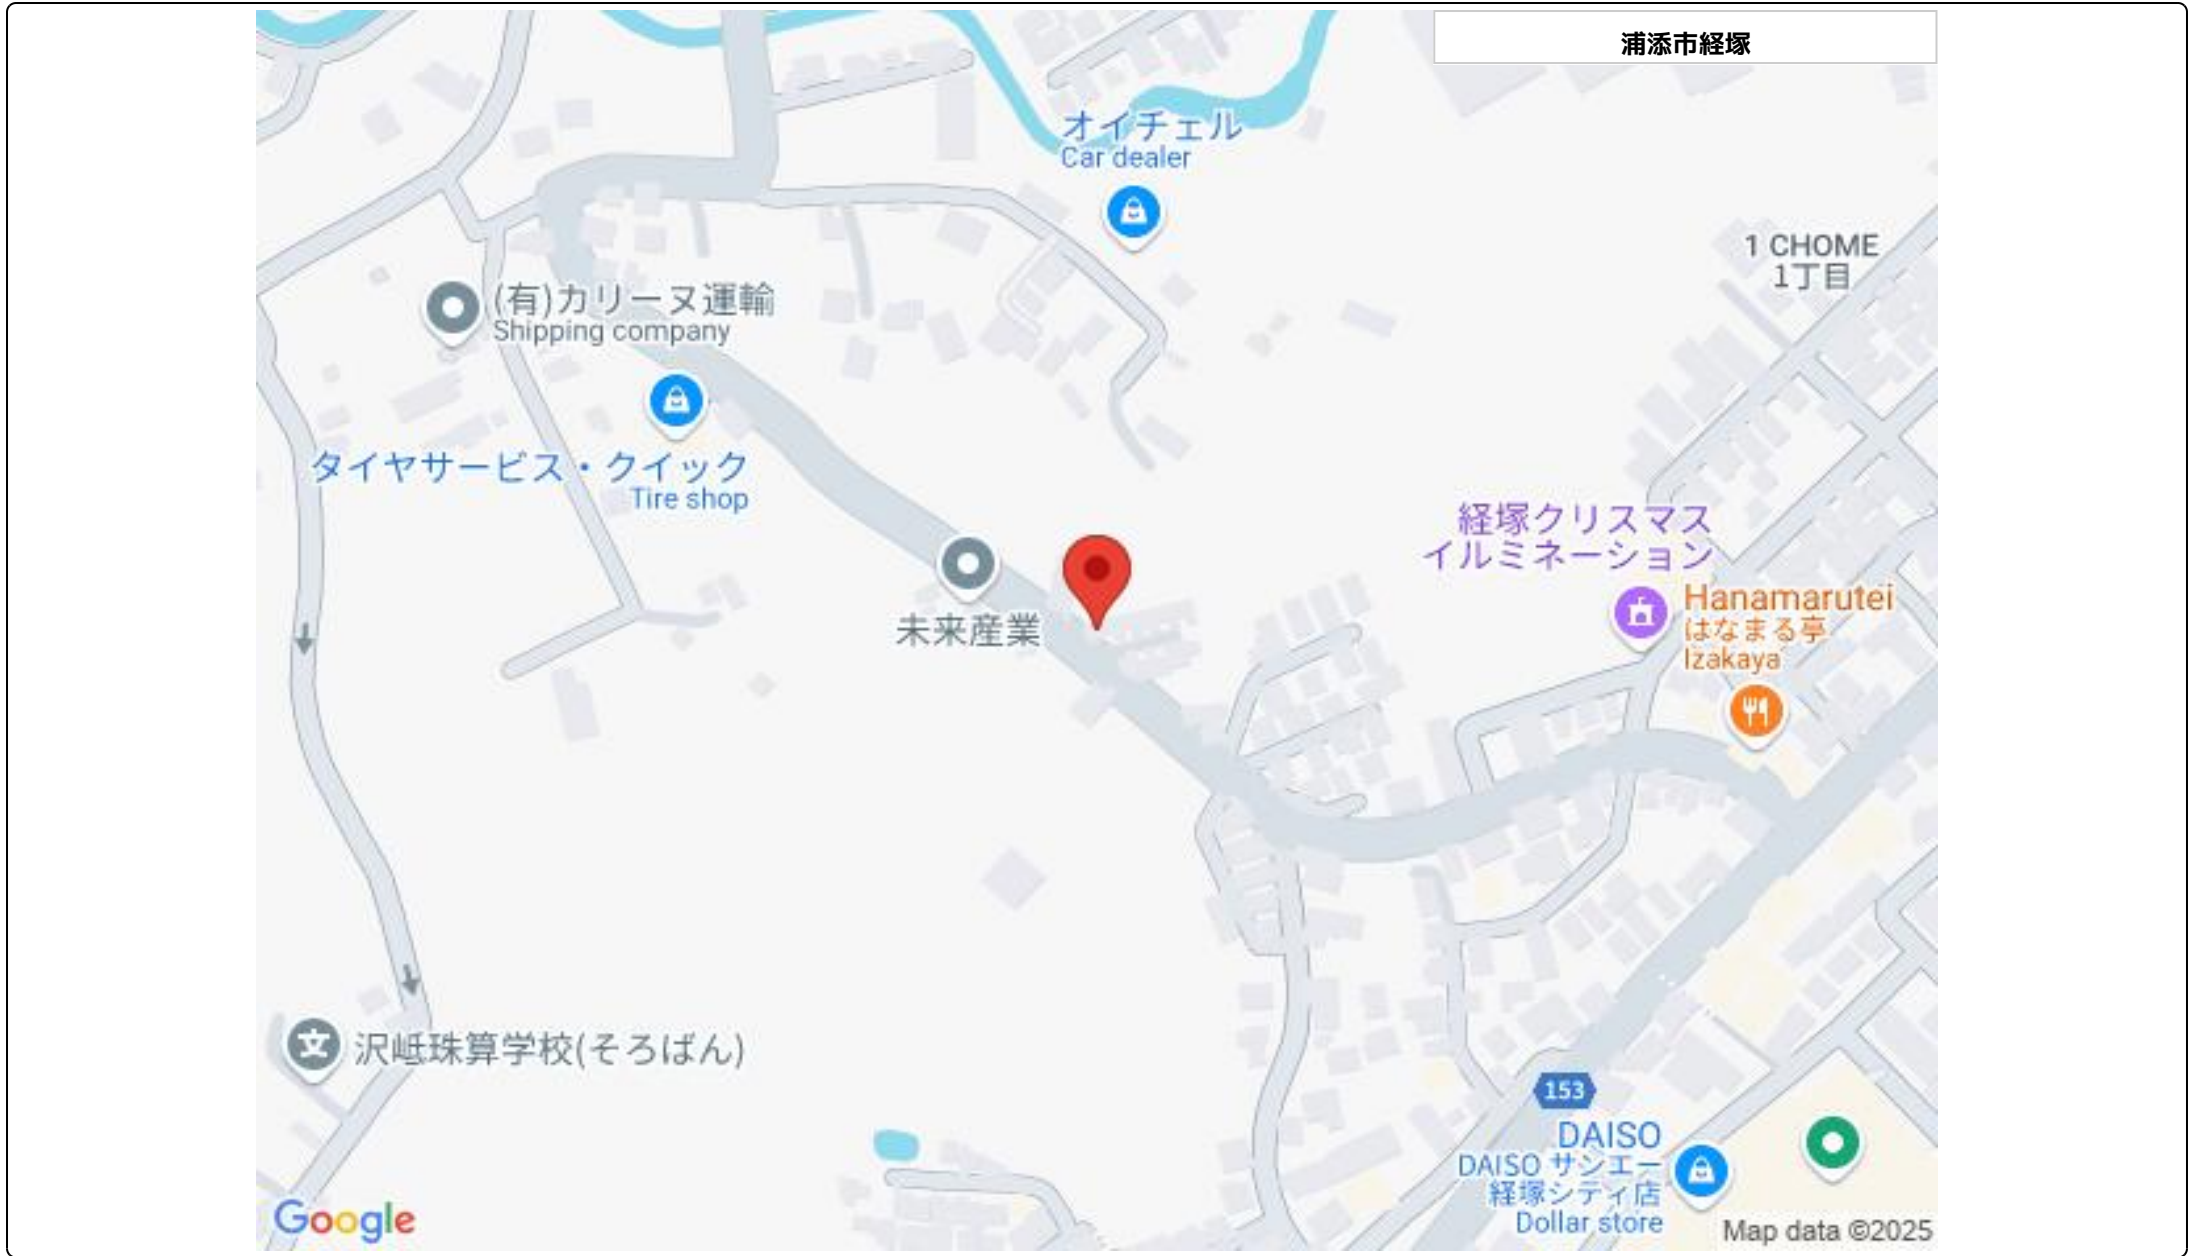 浦添市経塚
オイチェル
Car dealer
1 CHOME
1丁目
(有)カリーヌ運輸
Shipping company
タイヤサービス・クイック
Tire shop
経塚クリスマス
イルミネーション
Hanamarutei
はなまる亭
Izakaya
未来産業
沢岻珠算学校(そろばん)
文
153
DAISO
DAISO サンエー
経塚シティ店
Dollar store
Google
Map data ©2025